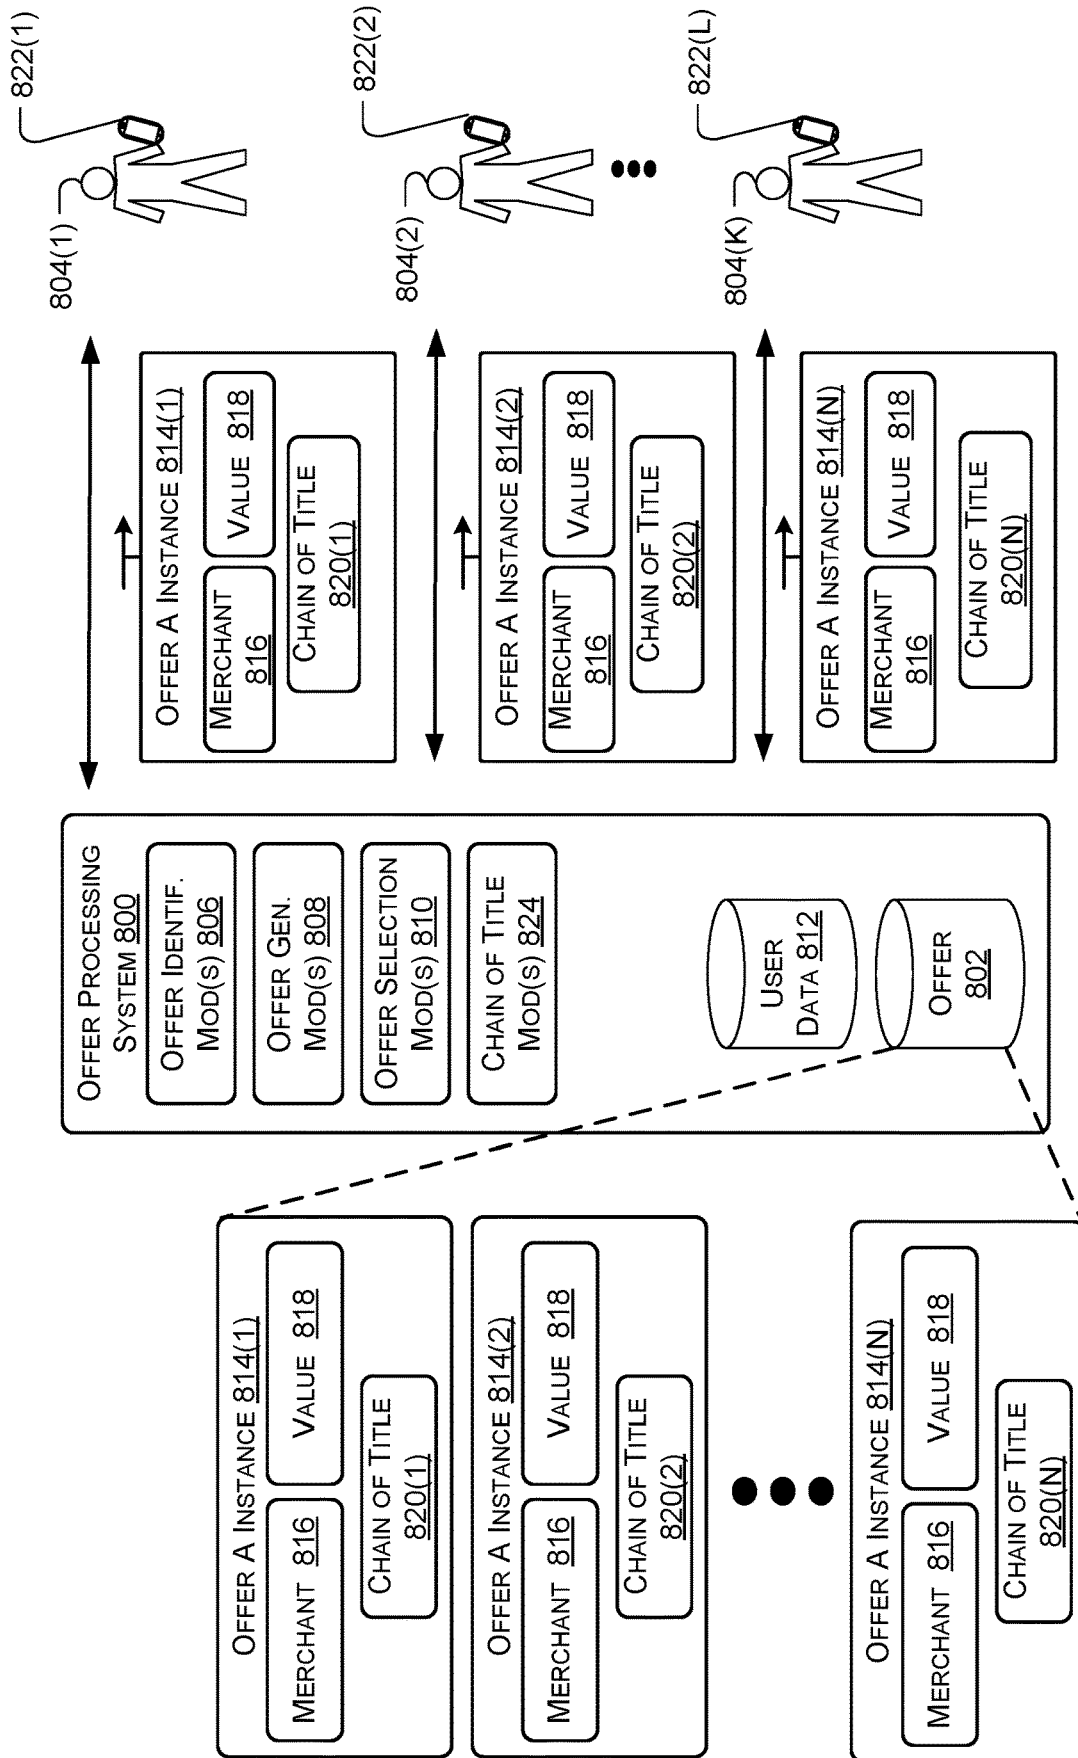 OFFER A INSTANCE 814(1)
MERCHANT 816
VALUE 818
CHAIN OF TITLE
820(1)
OFFER A INSTANCE 814(2)
MERCHANT 816
VALUE 818
CHAIN OF TITLE
820(2)
OFFER A INSTANCE 814(N)
MERCHANT 816
VALUE 818
CHAIN OF TITLE
820(N)
OFFER PROCESSING
SYSTEM 800
OFFER IDENTIF.
MOD(S) 806
OFFER GEN.
MOD(S) 808
OFFER SELECTION
MOD(S) 810
CHAIN OF TITLE
MOD(S) 824
USER
DATA 812
OFFER
802
OFFER A INSTANCE 814(1)
MERCHANT
816
VALUE 818
CHAIN OF TITLE
820(1)
OFFER A INSTANCE 814(2)
MERCHANT
816
VALUE 818
CHAIN OF TITLE
820(2)
OFFER A INSTANCE 814(N)
MERCHANT
816
VALUE 818
CHAIN OF TITLE
820(N)
804(1)
822(1)
804(2)
822(2)
804(K)
822(L)